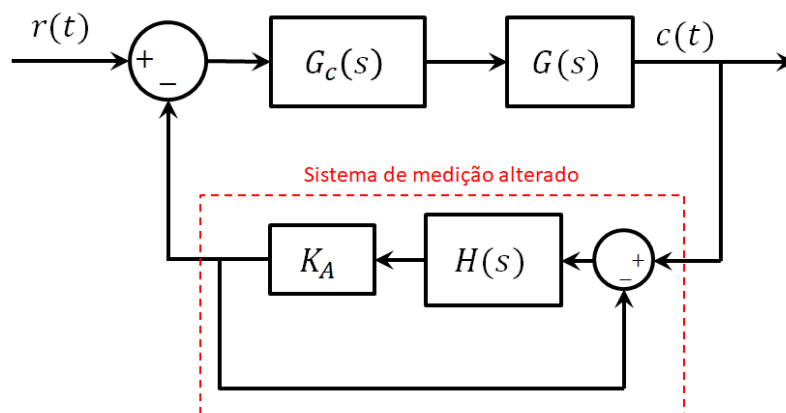 r(t)
c(t)
+
−
G_c(s)
G(s)
Sistema de medição alterado
K_A
H(s)
+
−